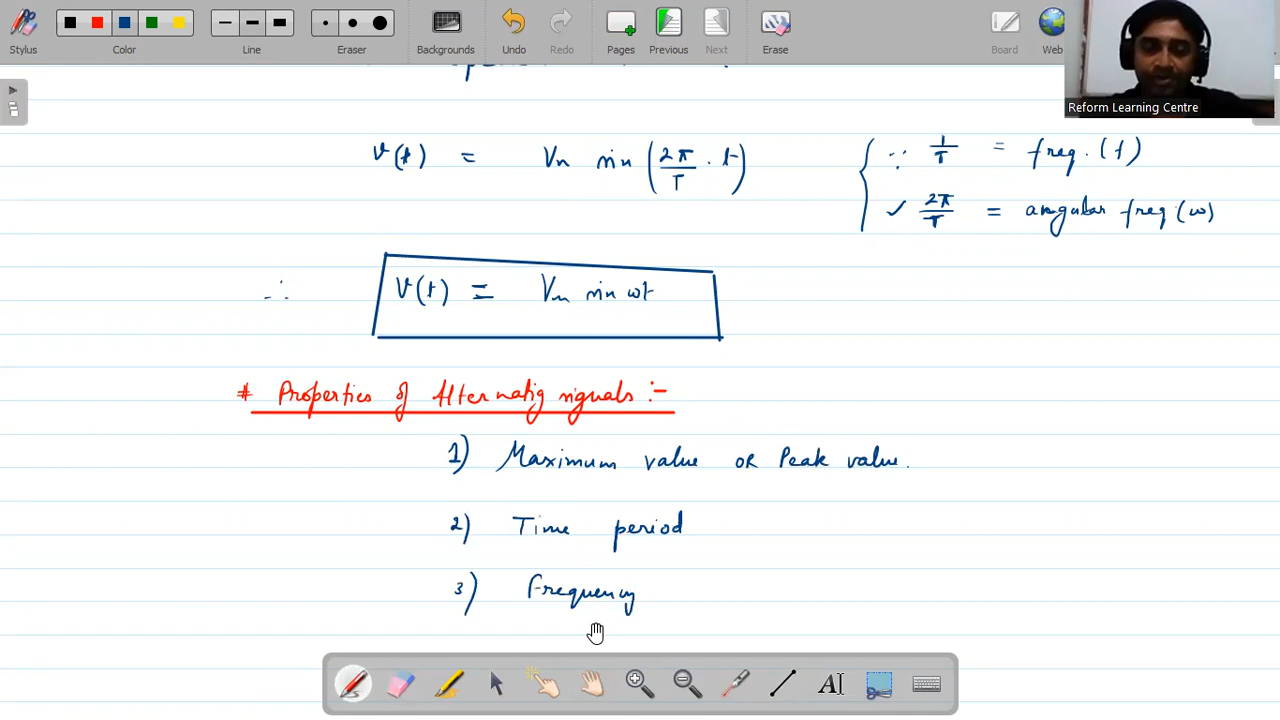 Stylus
Color
Line
Eraser
Backgrounds
Undo
Redo
Pages
Previous
Next
Erase
Board
Web
Reform Learning Centre
V(t) = Vm sin (2π/T · t)
{ ∵ 1/T = freq. (f)
✓ 2π/T = angular freq (ω)
∴ V(t) = Vm sin ωt
* Properties of Alternatig signals :-
1) Maximum value OR Peak value.
2) Time period
3) Frequency